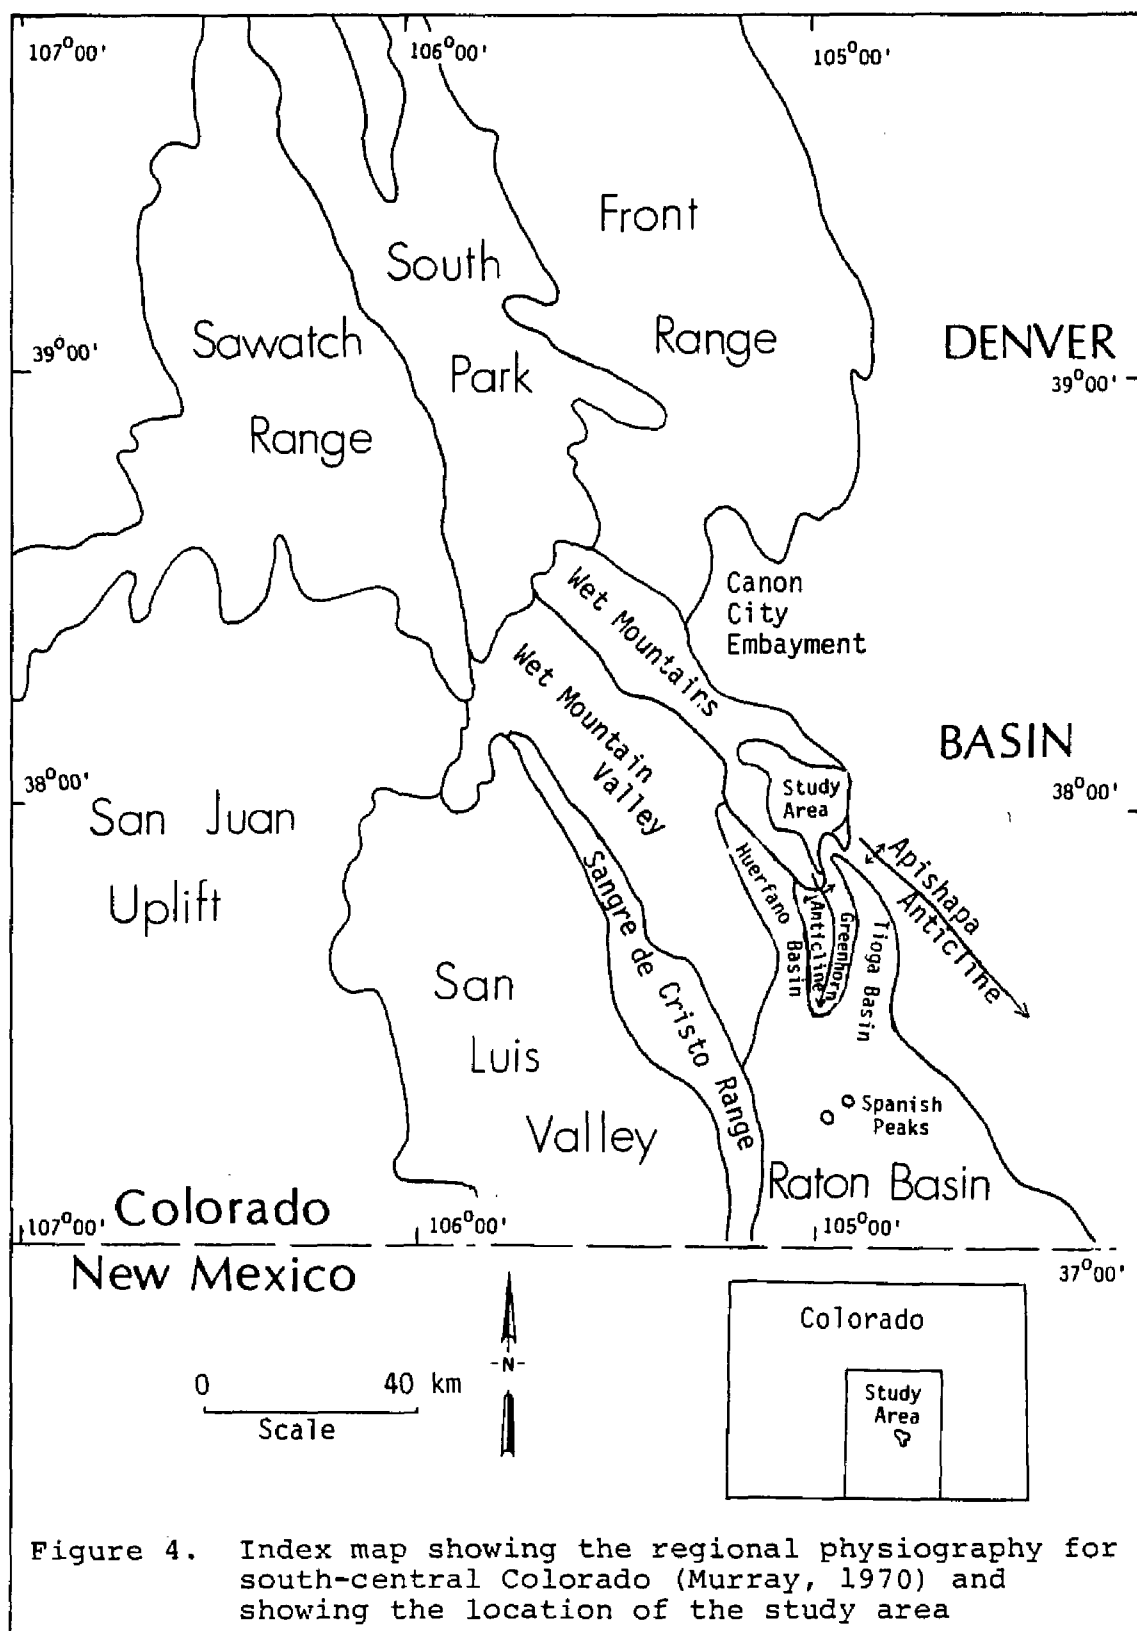 107°00'
106°00'
105°00'
Front
Range
South
Park
Sawatch
Range
39°00'
DENVER
39°00'
Canon
City
Embayment
Wet Mountairs
Wet Mountain
Valley
BASIN
38°00'
38°00'
Study
Area
San Juan
Uplift
Huerfano
Basin
Anticline
Greenhorn
Tioga Basin
Apishapa
Anticline
Sangre de Cristo Range
San
Luis
Valley
Spanish
Peaks
Raton Basin
107°00'
Colorado
106°00'
105°00'
New Mexico
37°00'
-N-
0 40 km
Scale
Colorado
Study
Area
Figure 4. Index map showing the regional physiography for
south-central Colorado (Murray, 1970) and
showing the location of the study area